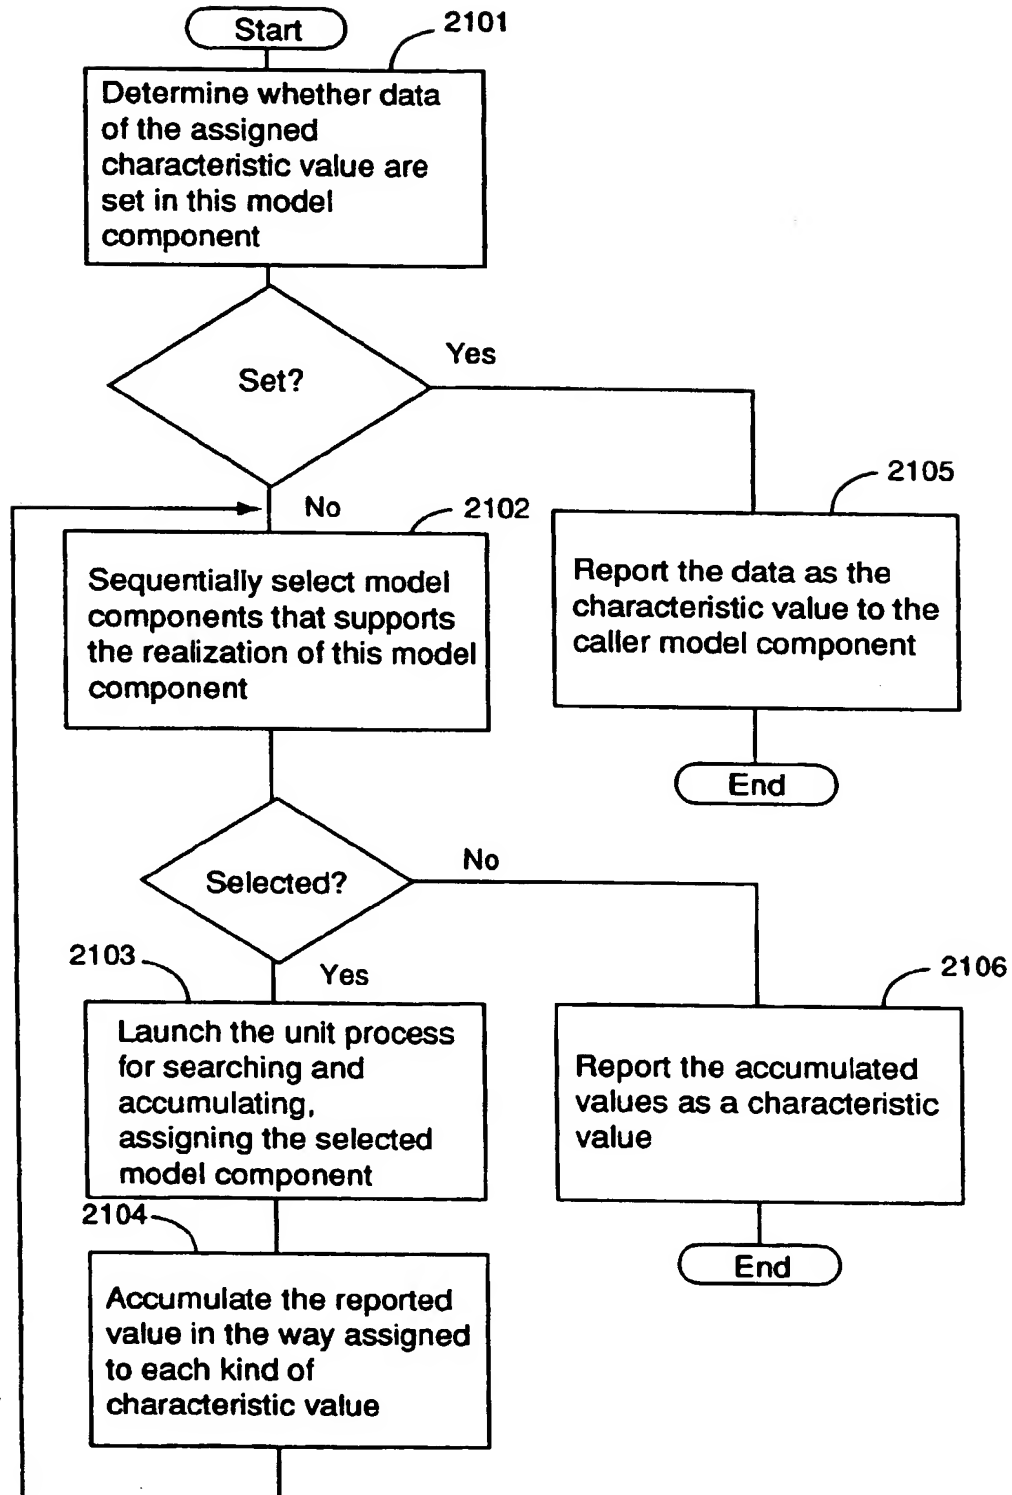 Start
2101
Determine whether data
of the assigned
characteristic value are
set in this model
component
Set?
Yes
No
2102
Sequentially select model
components that supports
the realization of this model
component
2105
Report the data as the
characteristic value to the
caller model component
End
Selected?
No
Yes
2103
Launch the unit process
for searching and
accumulating,
assigning the selected
model component
2106
Report the accumulated
values as a characteristic
value
End
2104
Accumulate the reported
value in the way assigned
to each kind of
characteristic value